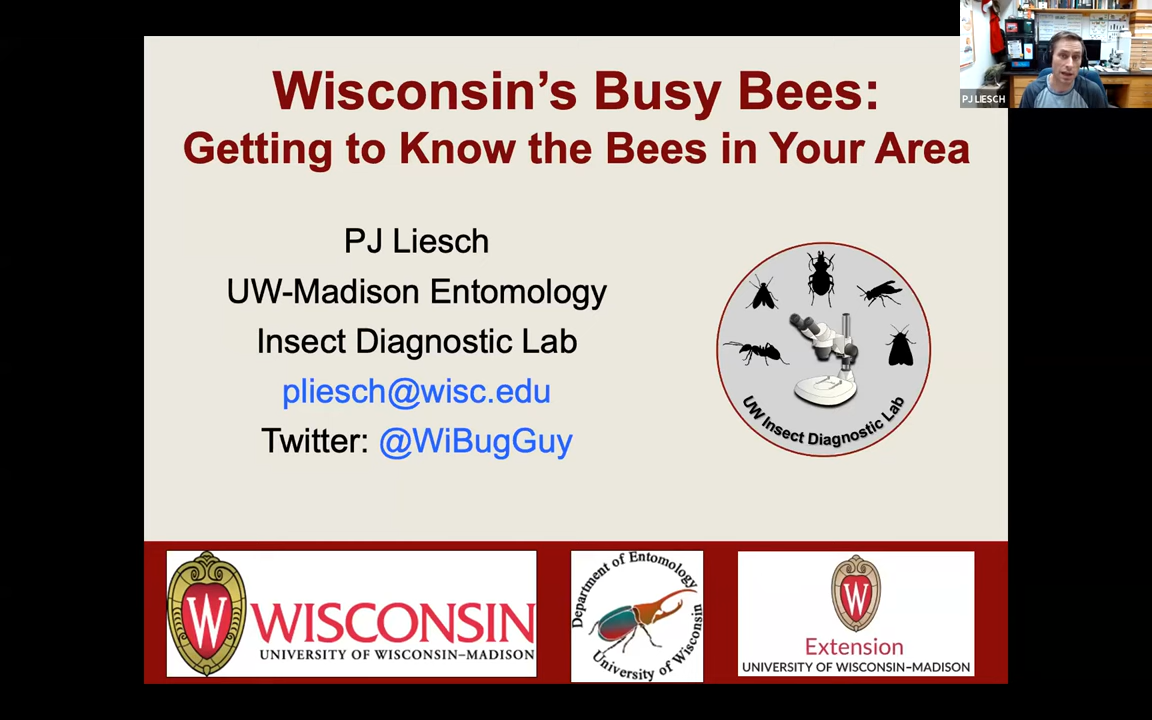 Wisconsin's Busy Bees:
Getting to Know the Bees in Your Area
PJ LIESCH
PJ Liesch
UW-Madison Entomology
Insect Diagnostic Lab
pliesch@wisc.edu
Twitter: @WiBugGuy
UW Insect Diagnostic Lab
W
WISCONSIN
UNIVERSITY OF WISCONSIN–MADISON
Department of Entomology
University of Wisconsin
W
Extension
UNIVERSITY OF WISCONSIN–MADISON